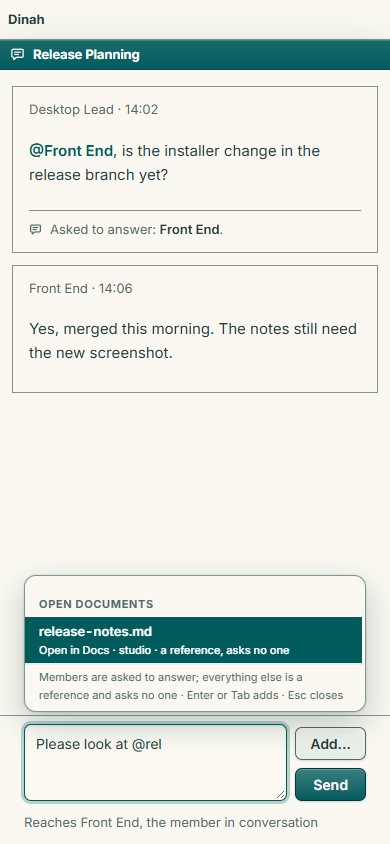 Dinah
Release Planning
Desktop Lead · 14:02
@Front End, is the installer change in the
release branch yet?
Asked to answer: Front End.
Front End · 14:06
Yes, merged this morning. The notes still need
the new screenshot.
OPEN DOCUMENTS
release-notes.md
Open in Docs · studio · a reference, asks no one
Members are asked to answer; everything else is a
reference and asks no one · Enter or Tab adds · Esc closes
Please look at @rel
Add...
Send
Reaches Front End, the member in conversation